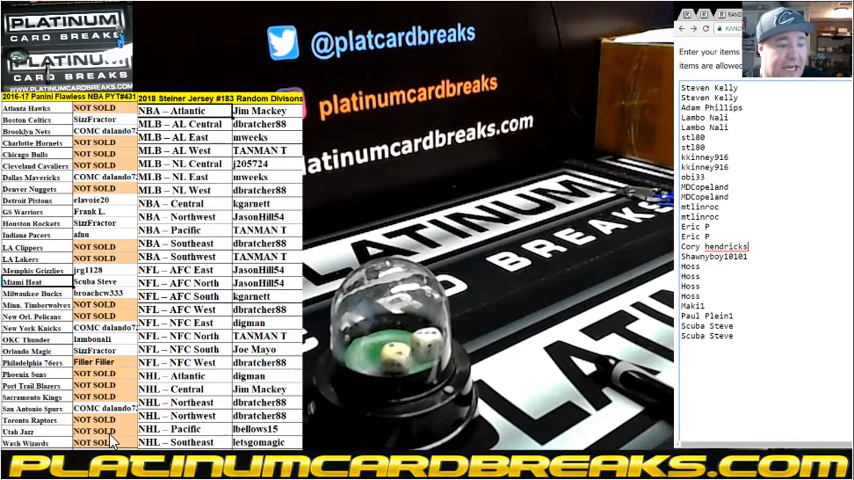 PLATINUM
CARD BREAKS
PLATINUM
CARD BREAKS
2016-17 Panini Flawless NBA PYT#431
Atlanta Hawks NOT SOLD
Boston Celtics SizzFractor
Brooklyn Nets COMC dalando7
Charlotte Hornets NOT SOLD
Chicago Bulls NOT SOLD
Cleveland Cavaliers NOT SOLD
Dallas Mavericks COMC dalando7
Denver Nuggets NOT SOLD
Detroit Pistons elavoie20
GS Warriors Frank L.
Houston Rockets SizzFractor
Indiana Pacers afnu
LA Clippers NOT SOLD
LA Lakers NOT SOLD
Memphis Grizzlies jrg1128
Miami Heat Scuba Steve
Milwaukee Bucks broachcw333
Minn. Timberwolves NOT SOLD
New Orl. Pelicans NOT SOLD
New York Knicks COMC dalando7
OKC Thunder lambonali
Orlando Magic SizzFractor
Philadelphia 76ers Filler Filler
Phoenix Suns NOT SOLD
Port Trail Blazers NOT SOLD
Sacramento Kings NOT SOLD
San Antonio Spurs COMC dalando7
Toronto Raptors NOT SOLD
Utah Jazz NOT SOLD
Wash Wizards NOT SOLD
2018 Steiner Jersey #183 Random Divisons
NBA – Atlantic Jim Mackey
MLB – AL Central dbratcher88
MLB – AL East mweeks
MLB – AL West TANMAN T
MLB – NL Central j205724
MLB – NL East mweeks
MLB – NL West dbratcher88
NBA – Central kgarnett
NBA – Northwest JasonHill54
NBA – Pacific TANMAN T
NBA – Southeast dbratcher88
NFL – AFC East JasonHill54
NFL – AFC North JasonHill54
NFL – AFC South kgarnett
NFL – AFC West dbratcher88
NFL – NFC East digman
NFL – NFC North TANMAN T
NFL – NFC South Joe Mayo
NFL – NFC West dbratcher88
NHL – Atlantic digman
NHL – Central Jim Mackey
NHL – Northeast dbratcher88
NHL – Northwest dbratcher88
NHL – Pacific lbellows15
NHL – Southeast letsgomagic
@platcardbreaks
platinumcardbreaks
latinumcardbreaks.com
PLATINUM
CARD BREAKS
PLATI
Enter your items
items are allowed
Steven Kelly
Steven Kelly
Adam Phillips
Lambo Nali
Lambo Nali
stl80
stl80
kkinney916
kkinney916
obi33
MDCopeland
MDCopeland
mtlinroc
mtlinroc
Eric P
Eric P
Cory hendricks
Shawnyboy10101
Hoss
Hoss
Hoss
Hoss
Maki1
Paul Plein1
Scuba Steve
Scuba Steve
PLATINUMCARDBREAKS.COM